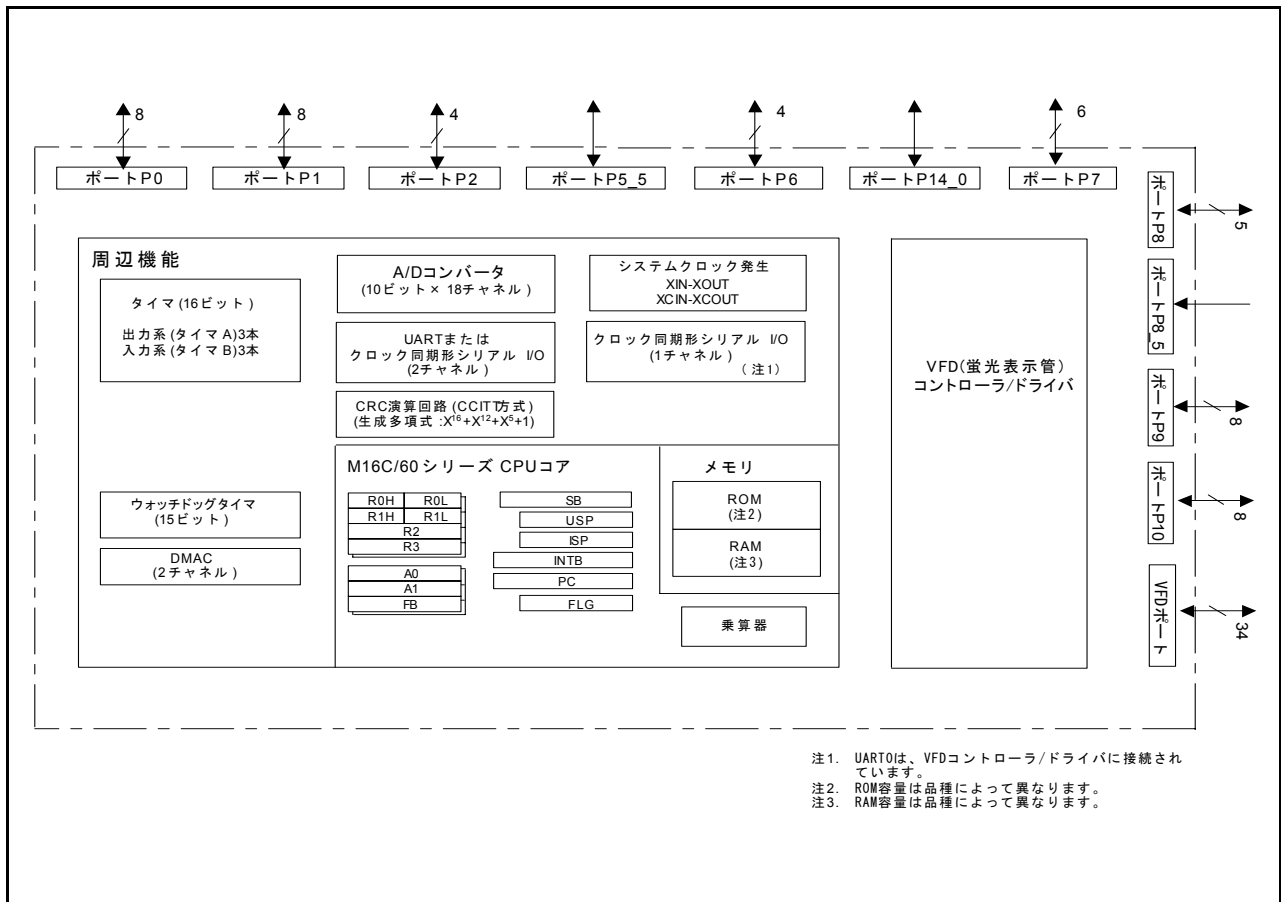 8
8
4
4
6
ポートP0
ポートP1
ポートP2
ポートP5_5
ポートP6
ポートP14_0
ポートP7
ポートP8
5
ポートP8_5
ポートP9
8
ポートP10
8
VFDポート
34
周辺機能
タイマ (16ビット)
出力系 (タイマ A)3本
入力系 (タイマ B)3本
ウォッチドッグタイマ
(15ビット)
DMAC
(2チャネル)
A/Dコンバータ
(10ビット× 18チャネル)
UARTまたは
クロック同期形シリアル I/O
(2チャネル)
CRC演算回路 (CCITT方式)
(生成多項式 :X¹⁶+X¹²+X⁵+1)
システムクロック発生
XIN-XOUT
XCIN-XCOUT
クロック同期形シリアル I/O
(1チャネル)
(注1)
M16C/60シリーズ CPUコア
R0H R0L
R1H R1L
R2
R3
A0
A1
FB
SB
USP
ISP
INTB
PC
FLG
メモリ
ROM
(注2)
RAM
(注3)
乗算器
VFD(蛍光表示管)
コントローラ/ドライバ
注1. UART0は、VFDコントローラ/ドライバに接続され
ています。
注2. ROM容量は品種によって異なります。
注3. RAM容量は品種によって異なります。